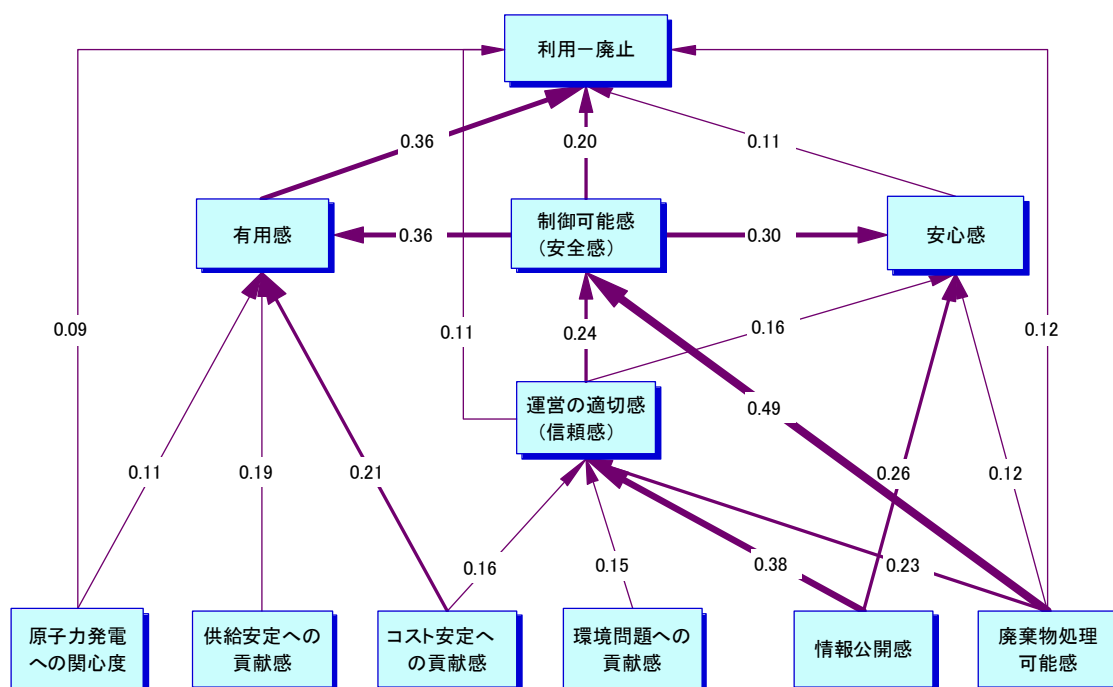 利用－廃止
0.36
0.20
0.11
有用感
0.36
制御可能感
（安全感）
0.30
安心感
0.09
0.11
0.24
0.16
0.12
運営の適切感
（信頼感）
0.49
0.11
0.19
0.21
0.26
0.12
0.16
0.15
0.38
0.23
原子力発電
への関心度
供給安定への
貢献感
コスト安定へ
の貢献感
環境問題への
貢献感
情報公開感
廃棄物処理
可能感